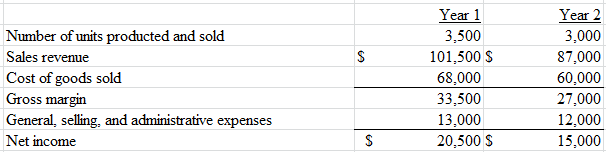 Year 1 Year 2
Number of units producted and sold 3,500 3,000
Sales revenue $ 101,500 $ 87,000
Cost of goods sold 68,000 60,000
Gross margin 33,500 27,000
General, selling, and administrative expenses 13,000 12,000
Net income $ 20,500 $ 15,000